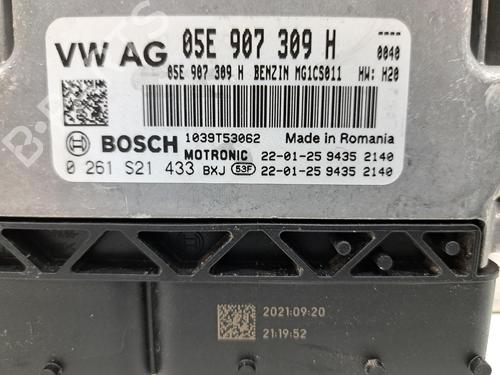 VW AG 05E 907 309 H ----
0040
05E 907 309 H BENZIN MG1CS011 HW: H20
BOSCH 1039T53062 Made in Romania
MOTRONIC 22-01-25 9435 2140
0 261 S21 433 BXJ 53F 22-01-25 9435 2140
2021:09:20
21:19:52